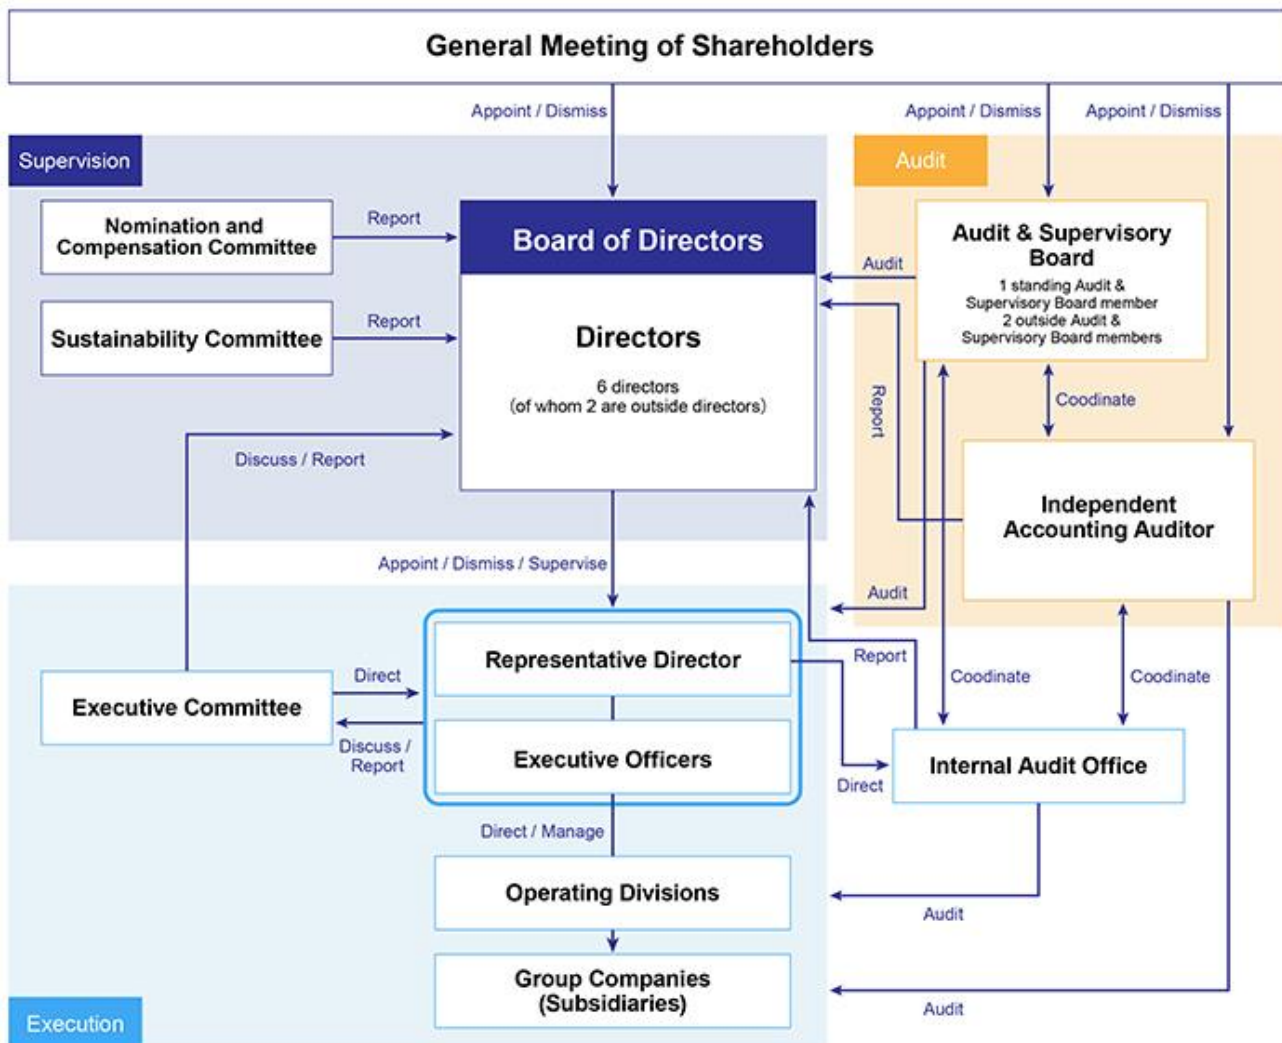 General Meeting of Shareholders
Appoint / Dismiss
Appoint / Dismiss
Appoint / Dismiss
Supervision
Audit
Nomination and
Compensation Committee
Report
Board of Directors
Audit & Supervisory
Board
1 standing Audit &
Supervisory Board member
2 outside Audit &
Supervisory Board members
Audit
Sustainability Committee
Report
Directors
6 directors
(of whom 2 are outside directors)
Report
Coodinate
Discuss / Report
Independent
Accounting Auditor
Appoint / Dismiss / Supervise
Audit
Representative Director
Report
Coodinate
Coodinate
Executive Committee
Direct
Discuss /
Report
Executive Officers
Direct
Internal Audit Office
Direct / Manage
Operating Divisions
Audit
Group Companies
(Subsidiaries)
Audit
Execution